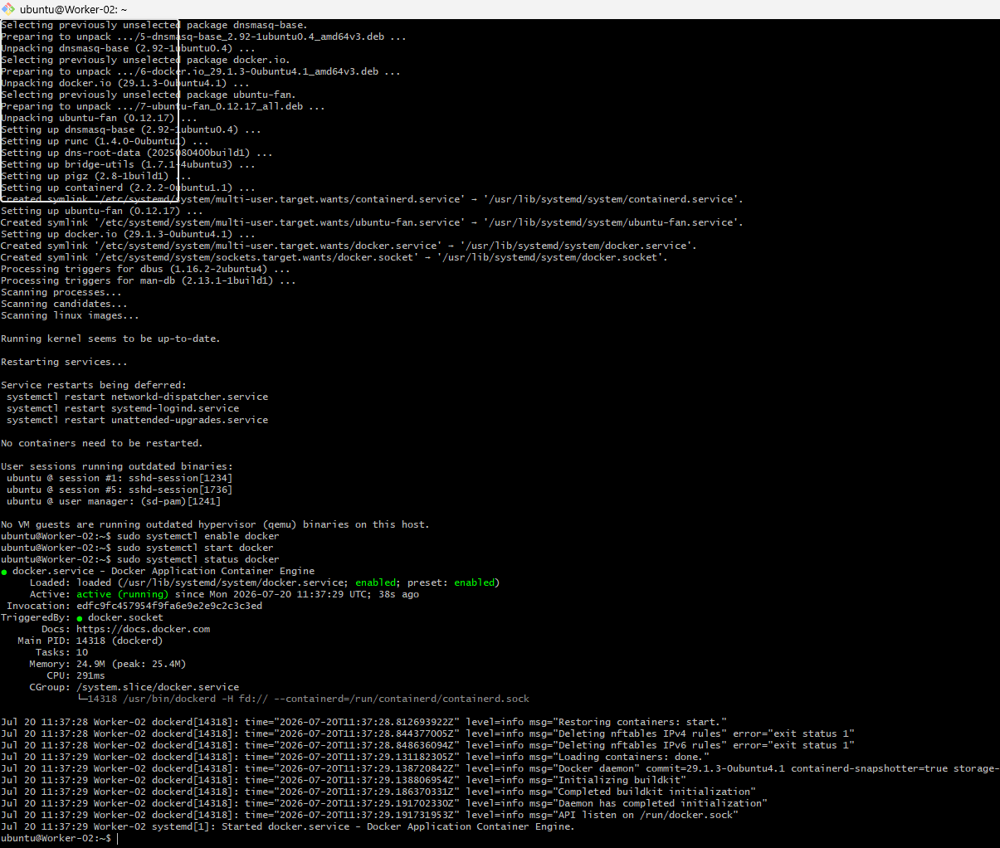 ubuntu@Worker-02: ~
Selecting previously unselected package dnsmasq-base.
Preparing to unpack .../5-dnsmasq-base_2.92-1ubuntu0.4_amd64v3.deb ...
Unpacking dnsmasq-base (2.92-1ubuntu0.4) ...
Selecting previously unselected package docker.io.
Preparing to unpack .../6-docker.io_29.1.3-0ubuntu4.1_amd64v3.deb ...
Unpacking docker.io (29.1.3-0ubuntu4.1) ...
Selecting previously unselected package ubuntu-fan.
Preparing to unpack .../7-ubuntu-fan_0.12.17_all.deb ...
Unpacking ubuntu-fan (0.12.17) ...
Setting up dnsmasq-base (2.92-1ubuntu0.4) ...
Setting up runc (1.4.0-0ubuntu1) ...
Setting up dns-root-data (2025080400build1) ...
Setting up bridge-utils (1.7.1-4ubuntu3) ...
Setting up pigz (2.8-1build1) ...
Setting up containerd (2.2.2-0ubuntu1.1) ...
Created symlink '/etc/systemd/system/multi-user.target.wants/containerd.service' → '/usr/lib/systemd/system/containerd.service'.
Setting up ubuntu-fan (0.12.17) ...
Created symlink '/etc/systemd/system/multi-user.target.wants/ubuntu-fan.service' → '/usr/lib/systemd/system/ubuntu-fan.service'.
Setting up docker.io (29.1.3-0ubuntu4.1) ...
Created symlink '/etc/systemd/system/multi-user.target.wants/docker.service' → '/usr/lib/systemd/system/docker.service'.
Created symlink '/etc/systemd/system/sockets.target.wants/docker.socket' → '/usr/lib/systemd/system/docker.socket'.
Processing triggers for dbus (1.16.2-2ubuntu4) ...
Processing triggers for man-db (2.13.1-1build1) ...
Scanning processes...
Scanning candidates...
Scanning linux images...
Running kernel seems to be up-to-date.
Restarting services...
Service restarts being deferred:
systemctl restart networkd-dispatcher.service
systemctl restart systemd-logind.service
systemctl restart unattended-upgrades.service
No containers need to be restarted.
User sessions running outdated binaries:
ubuntu @ session #1: sshd-session[1234]
ubuntu @ session #5: sshd-session[1736]
ubuntu @ user manager: (sd-pam)[1241]
No VM guests are running outdated hypervisor (qemu) binaries on this host.
ubuntu@Worker-02:~$ sudo systemctl enable docker
ubuntu@Worker-02:~$ sudo systemctl start docker
ubuntu@Worker-02:~$ sudo systemctl status docker
● docker.service - Docker Application Container Engine
Loaded: loaded (/usr/lib/systemd/system/docker.service; enabled; preset: enabled)
Active: active (running) since Mon 2026-07-20 11:37:29 UTC; 38s ago
Invocation: edfc9fc457954f9fa6e9e2e9c2c3c3ed
TriggeredBy: ● docker.socket
Docs: https://docs.docker.com
Main PID: 14318 (dockerd)
Tasks: 10
Memory: 24.9M (peak: 25.4M)
CPU: 291ms
CGroup: /system.slice/docker.service
└─14318 /usr/bin/dockerd -H fd:// --containerd=/run/containerd/containerd.sock
Jul 20 11:37:28 Worker-02 dockerd[14318]: time="2026-07-20T11:37:28.812693922Z" level=info msg="Restoring containers: start."
Jul 20 11:37:28 Worker-02 dockerd[14318]: time="2026-07-20T11:37:28.844377005Z" level=info msg="Deleting nftables IPv4 rules" error="exit status 1"
Jul 20 11:37:28 Worker-02 dockerd[14318]: time="2026-07-20T11:37:28.848636094Z" level=info msg="Deleting nftables IPv6 rules" error="exit status 1"
Jul 20 11:37:29 Worker-02 dockerd[14318]: time="2026-07-20T11:37:29.131182305Z" level=info msg="Loading containers: done."
Jul 20 11:37:29 Worker-02 dockerd[14318]: time="2026-07-20T11:37:29.138720842Z" level=info msg="Docker daemon" commit=29.1.3-0ubuntu4.1 containerd-snapshotter=true storage-
Jul 20 11:37:29 Worker-02 dockerd[14318]: time="2026-07-20T11:37:29.138806954Z" level=info msg="Initializing buildkit"
Jul 20 11:37:29 Worker-02 dockerd[14318]: time="2026-07-20T11:37:29.186370331Z" level=info msg="Completed buildkit initialization"
Jul 20 11:37:29 Worker-02 dockerd[14318]: time="2026-07-20T11:37:29.191702330Z" level=info msg="Daemon has completed initialization"
Jul 20 11:37:29 Worker-02 dockerd[14318]: time="2026-07-20T11:37:29.191731953Z" level=info msg="API listen on /run/docker.sock"
Jul 20 11:37:29 Worker-02 systemd[1]: Started docker.service - Docker Application Container Engine.
ubuntu@Worker-02:~$